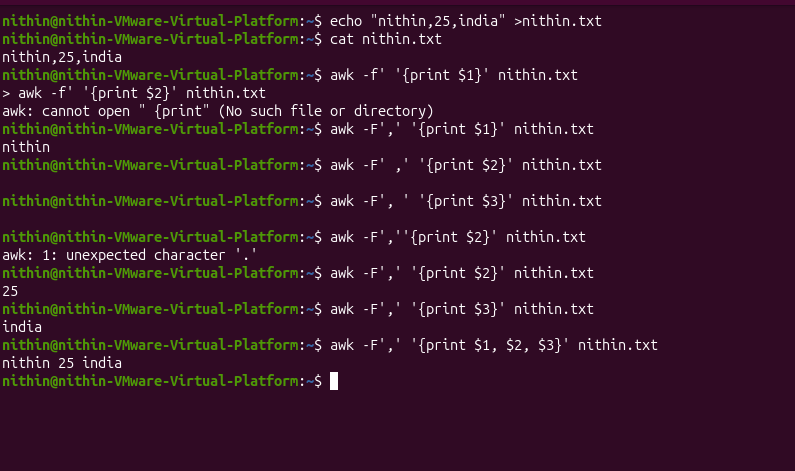 nithin@nithin-VMware-Virtual-Platform:~$ echo "nithin,25,india" >nithin.txt
nithin@nithin-VMware-Virtual-Platform:~$ cat nithin.txt
nithin,25,india
nithin@nithin-VMware-Virtual-Platform:~$ awk -f' '{print $1}' nithin.txt
> awk -f' '{print $2}' nithin.txt
awk: cannot open " {print" (No such file or directory)
nithin@nithin-VMware-Virtual-Platform:~$ awk -F',' '{print $1}' nithin.txt
nithin
nithin@nithin-VMware-Virtual-Platform:~$ awk -F' ,' '{print $2}' nithin.txt
nithin@nithin-VMware-Virtual-Platform:~$ awk -F', ' '{print $3}' nithin.txt
nithin@nithin-VMware-Virtual-Platform:~$ awk -F',''{print $2}' nithin.txt
awk: 1: unexpected character '.'
nithin@nithin-VMware-Virtual-Platform:~$ awk -F',' '{print $2}' nithin.txt
25
nithin@nithin-VMware-Virtual-Platform:~$ awk -F',' '{print $3}' nithin.txt
india
nithin@nithin-VMware-Virtual-Platform:~$ awk -F',' '{print $1, $2, $3}' nithin.txt
nithin 25 india
nithin@nithin-VMware-Virtual-Platform:~$